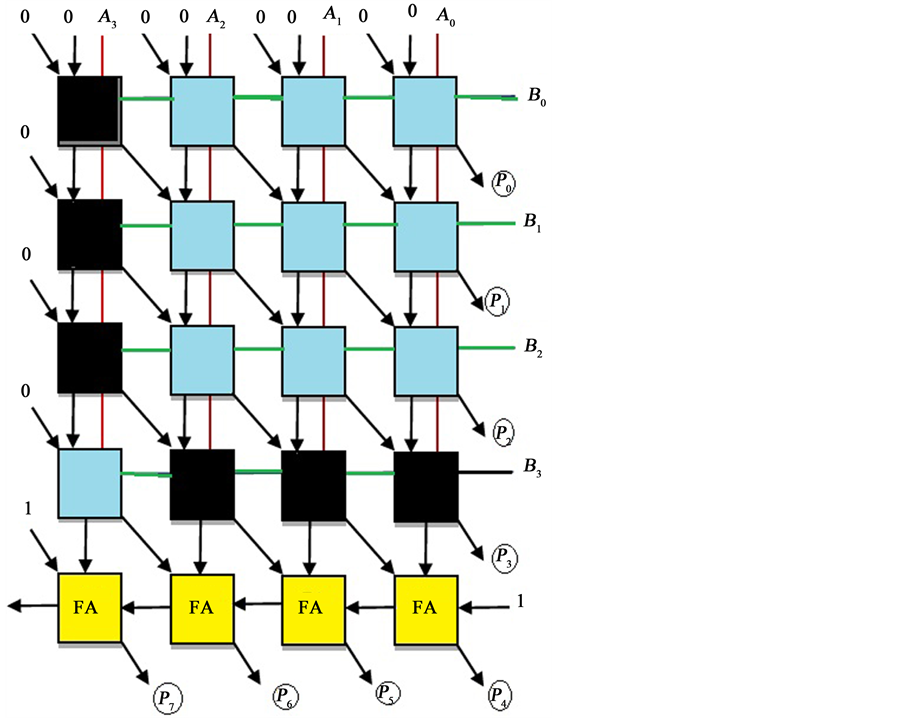 0 0 A₃ 0 0 A₂ 0 0 A₁ 0 0 A₀
B₀
0
P₀
B₁
0
P₁
B₂
0
P₂
B₃
1
P₃
FA FA FA FA 1
P₇ P₆ P₅ P₄